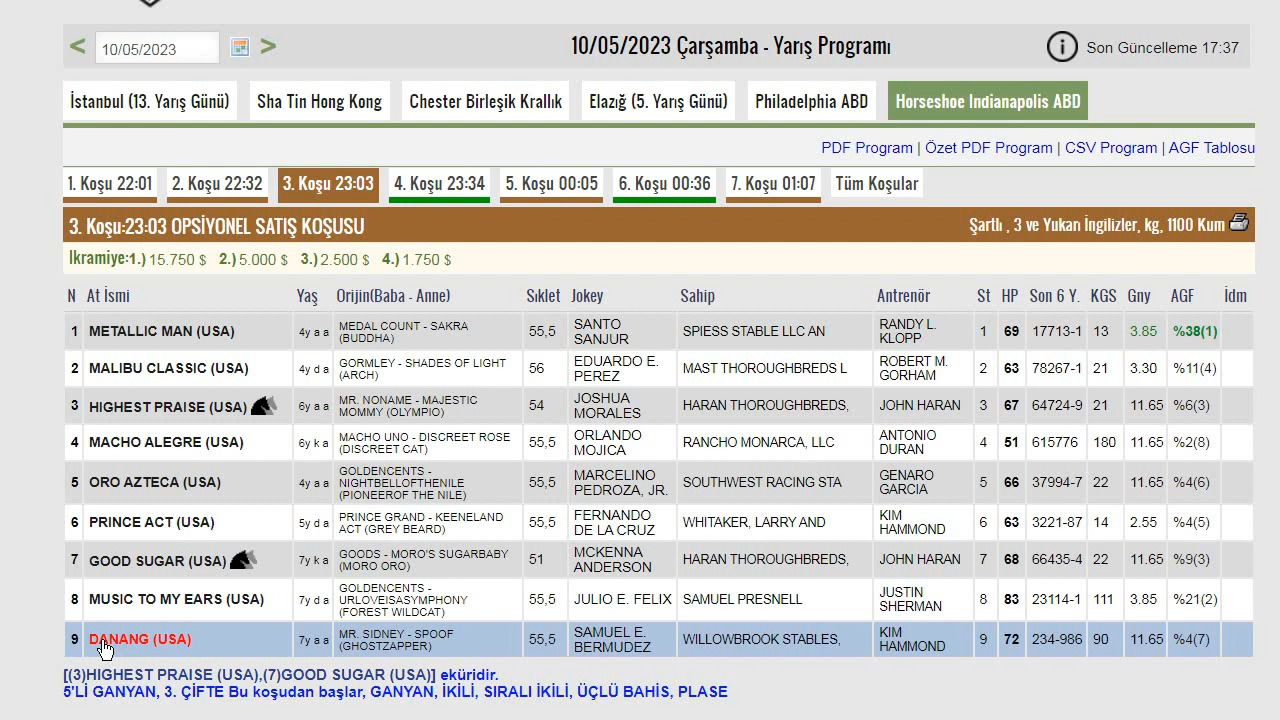 < 10/05/2023 > 10/05/2023 Çarşamba - Yarış Programı Son Güncelleme 17:37
İstanbul (13. Yarış Günü) Sha Tin Hong Kong Chester Birleşik Krallık Elazığ (5. Yarış Günü) Philadelphia ABD Horseshoe Indianapolis ABD
PDF Program | Özet PDF Program | CSV Program | AGF Tablosu
1. Koşu 22:01 2. Koşu 22:32 3. Koşu 23:03 4. Koşu 23:34 5. Koşu 00:05 6. Koşu 00:36 7. Koşu 01:07 Tüm Koşular
3. Koşu:23:03 OPSİYONEL SATIŞ KOŞUSU Şartlı , 3 ve Yukarı İngilizler, kg, 1100 Kum
Ikramiye:1.) 15.750 $ 2.) 5.000 $ 3.) 2.500 $ 4.) 1.750 $
N At İsmi Yaş Orijin(Baba - Anne) Sıklet Jokey Sahip Antrenör St HP Son 6 Y. KGS Gny AGF İdm
1 METALLIC MAN (USA) 4y a a MEDAL COUNT - SAKRA (BUDDHA) 55,5 SANTO SANJUR SPIESS STABLE LLC AN RANDY L. KLOPP 1 69 17713-1 13 3.85 %38(1)
2 MALIBU CLASSIC (USA) 4y d a GORMLEY - SHADES OF LIGHT (ARCH) 56 EDUARDO E. PEREZ MAST THOROUGHBREDS L ROBERT M. GORHAM 2 63 78267-1 21 3.30 %11(4)
3 HIGHEST PRAISE (USA) 6y a a MR. NONAME - MAJESTIC MOMMY (OLYMPIO) 54 JOSHUA MORALES HARAN THOROUGHBREDS, JOHN HARAN 3 67 64724-9 21 11.65 %6(3)
4 MACHO ALEGRE (USA) 6y k a MACHO UNO - DISCREET ROSE (DISCREET CAT) 55,5 ORLANDO MOJICA RANCHO MONARCA, LLC ANTONIO DURAN 4 51 615776 180 11.65 %2(8)
5 ORO AZTECA (USA) 4y a a GOLDENCENTS - NIGHTBELLOFTHENILE (PIONEEROF THE NILE) 55,5 MARCELINO PEDROZA, JR. SOUTHWEST RACING STA GENARO GARCIA 5 66 37994-7 22 11.65 %4(6)
6 PRINCE ACT (USA) 5y d a PRINCE GRAND - KEENELAND ACT (GREY BEARD) 55,5 FERNANDO DE LA CRUZ WHITAKER, LARRY AND KIM HAMMOND 6 63 3221-87 14 2.55 %4(5)
7 GOOD SUGAR (USA) 7y k a GOODS - MORO'S SUGARBABY (MORO ORO) 51 MCKENNA ANDERSON HARAN THOROUGHBREDS, JOHN HARAN 7 68 66435-4 22 11.65 %9(3)
8 MUSIC TO MY EARS (USA) 7y d a GOLDENCENTS - URLOVEISASYMPHONY (FOREST WILDCAT) 55,5 JULIO E. FELIX SAMUEL PRESNELL JUSTIN SHERMAN 8 83 23114-1 111 3.85 %21(2)
9 DANANG (USA) 7y a a MR. SIDNEY - SPOOF (GHOSTZAPPER) 55,5 SAMUEL E. BERMUDEZ WILLOWBROOK STABLES, KIM HAMMOND 9 72 234-986 90 11.65 %4(7)
[(3)HIGHEST PRAISE (USA),(7)GOOD SUGAR (USA)] eküridir.
5'Lİ GANYAN, 3. ÇİFTE Bu koşudan başlar, GANYAN, İKİLİ, SIRALI İKİLİ, ÜÇLÜ BAHİS, PLASE